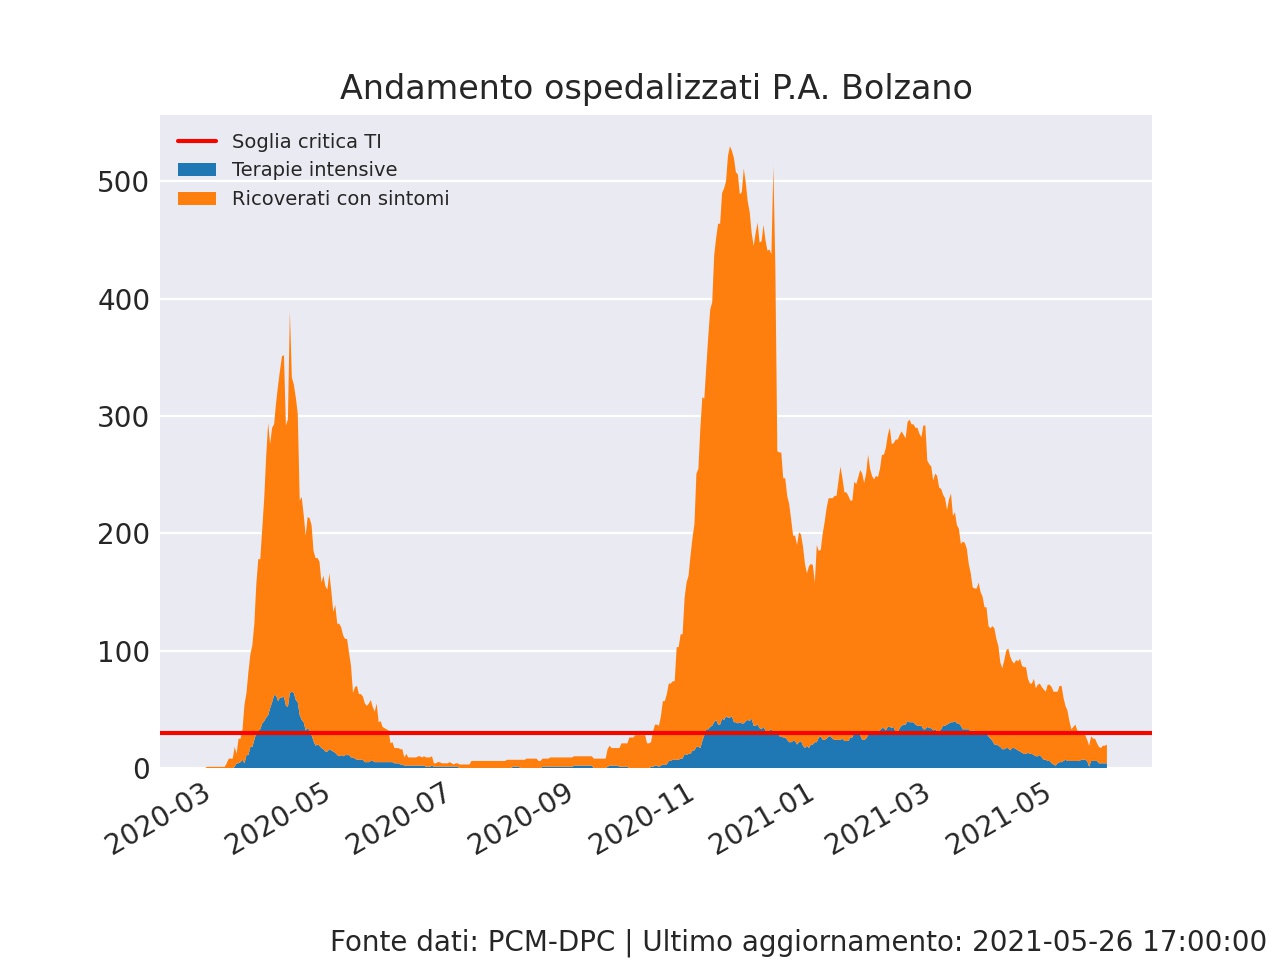 Andamento ospedalizzati P.A. Bolzano
Soglia critica TI
Terapie intensive
Ricoverati con sintomi
500
400
300
200
100
0
2020-03
2020-05
2020-07
2020-09
2020-11
2021-01
2021-03
2021-05
Fonte dati: PCM-DPC | Ultimo aggiornamento: 2021-05-26 17:00:00